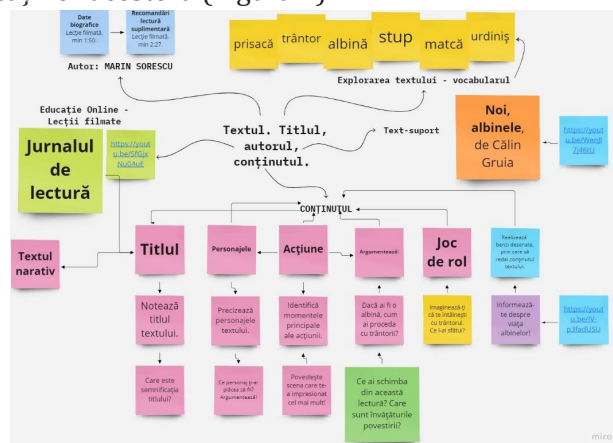 Date
biografice
Lecție filmată.
min 1:50.
Recomandări
lectură
suplimentară
Lecție filmată.
min 2:27.
Autor: MARIN SORESCU
prisacă
trântor
albină
stup
matcă
urdiniș
Explorarea textului - vocabularul
Educație Online -
Lecții filmate
Jurnalul
de
lectură
Textul. Titlul,
autorul,
conținutul.
Text-suport
Noi,
albinele,
de Călin
Gruia
CONȚINUTUL
Textul
narativ
Titlul
Personajele
Acțiune
Argumentează!
Joc
de rol
Realizează
benzi desenate,
prin care să
redai conținutul
textului.
Notează
titlul
textului.
Precizează
personajele
textului.
Identifică
momentele
principale
ale acțiunii.
Dacă ai fi o
albină, cum
ai proceda
cu trântorii?
Imaginează-ți
că te întâlnești
cu trântorul.
Ce i-ai sfătui?
Informează-
te despre
viața
albinelor!
Care este
semnificația
titlului?
Ce personaj ți-ar
plăcea să fii?
Argumentează!
Povestește
scena care te-
a impresionat
cel mai mult!
Ce ai schimba
din această
lectură? Care
sunt învățăturile
povestirii?
miro